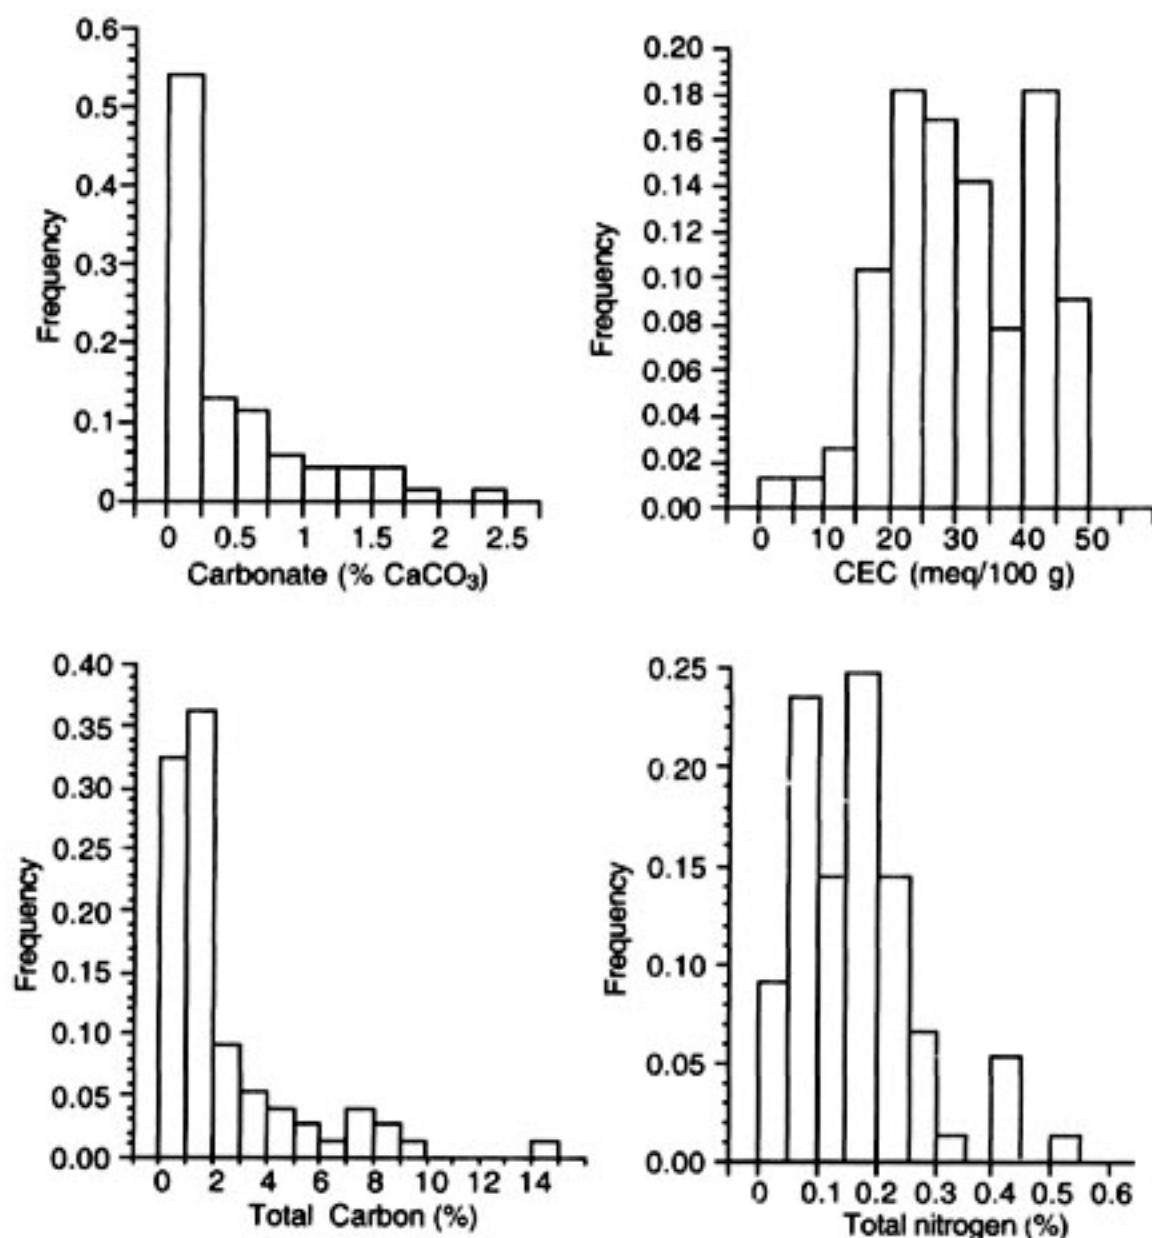 0.6
0.5
0.4
0.3
0.2
0.1
0
Frequency
0 0.5 1 1.5 2 2.5
Carbonate (% CaCO₃)
0.20
0.18
0.16
0.14
0.12
0.10
0.08
0.06
0.04
0.02
0.00
Frequency
0 10 20 30 40 50
CEC (meq/100 g)
0.40
0.35
0.30
0.25
0.20
0.15
0.10
0.05
0.00
Frequency
0 2 4 6 8 10 12 14
Total Carbon (%)
0.25
0.20
0.15
0.10
0.05
0.00
Frequency
0 0.1 0.2 0.3 0.4 0.5 0.6
Total nitrogen (%)